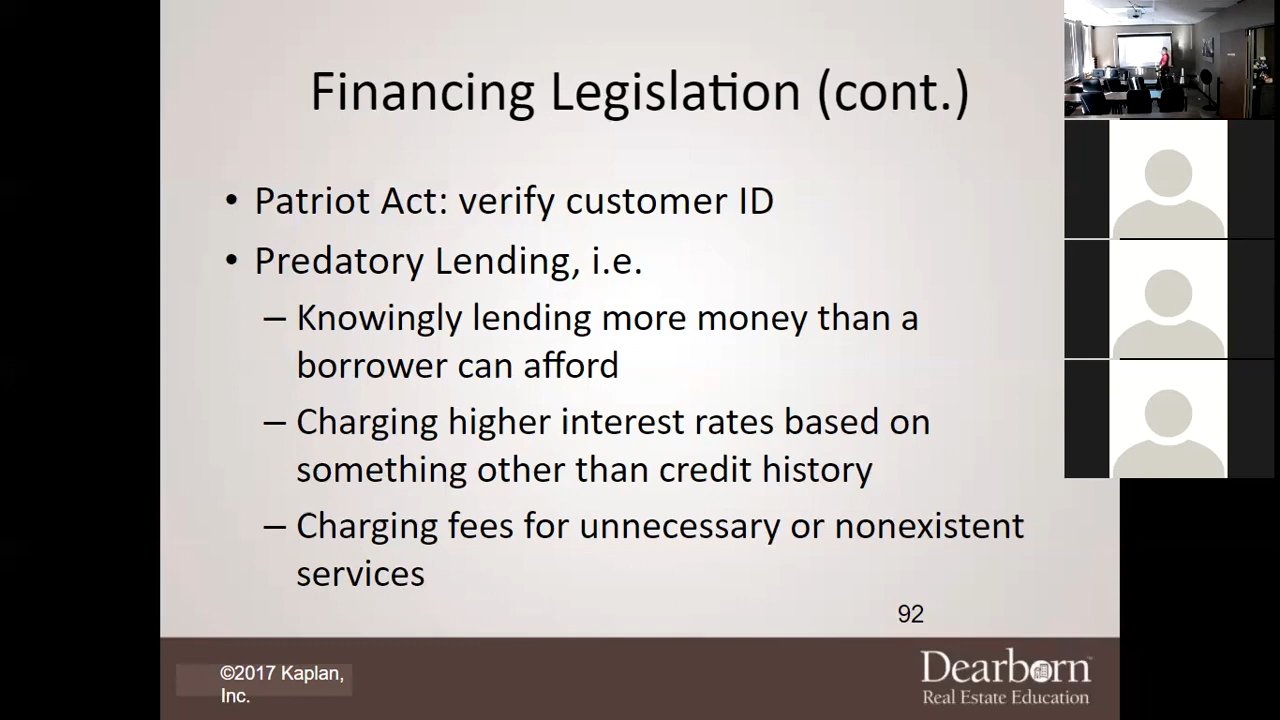 Financing Legislation (cont.)
• Patriot Act: verify customer ID
• Predatory Lending, i.e.
– Knowingly lending more money than a
borrower can afford
– Charging higher interest rates based on
something other than credit history
– Charging fees for unnecessary or nonexistent
services
92
©2017 Kaplan,
Inc.
Dearborn™
Real Estate Education